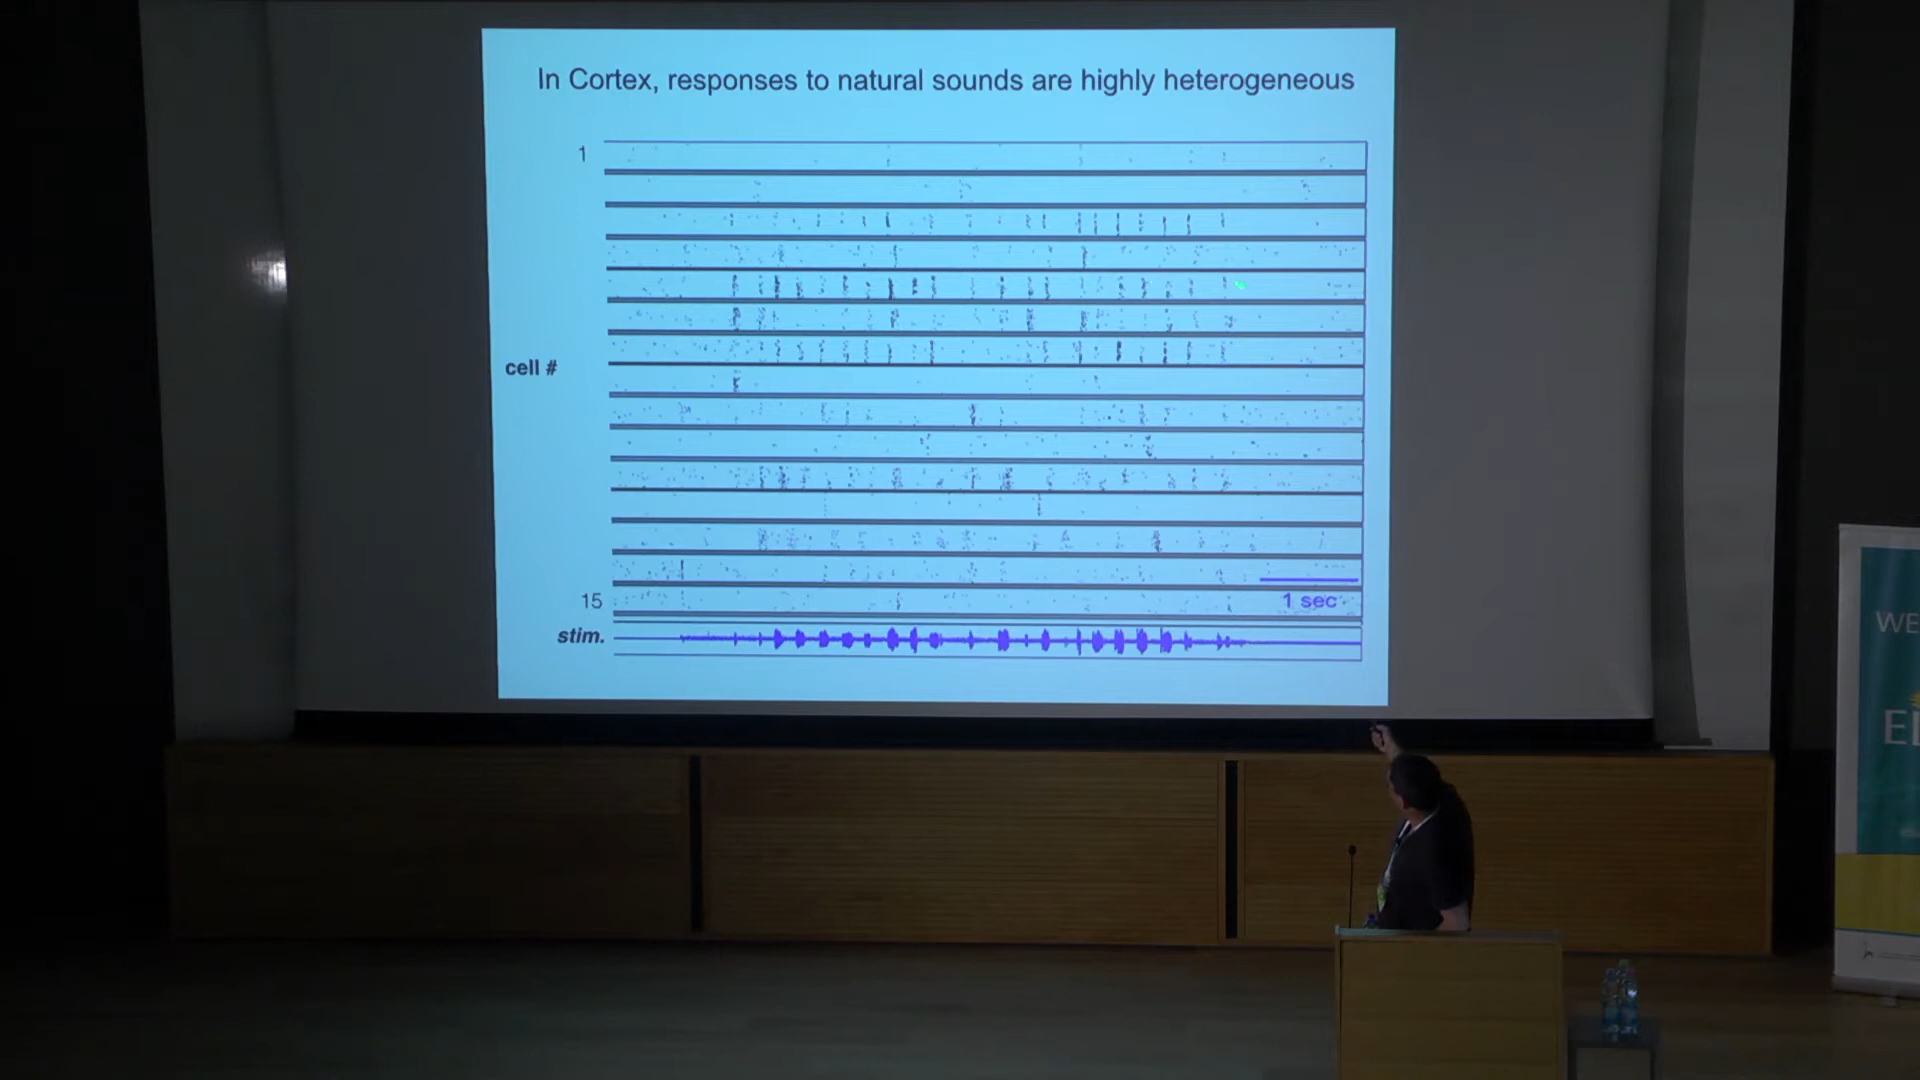 In Cortex, responses to natural sounds are highly heterogeneous
1
cell #
15
1 sec
stim.
WE